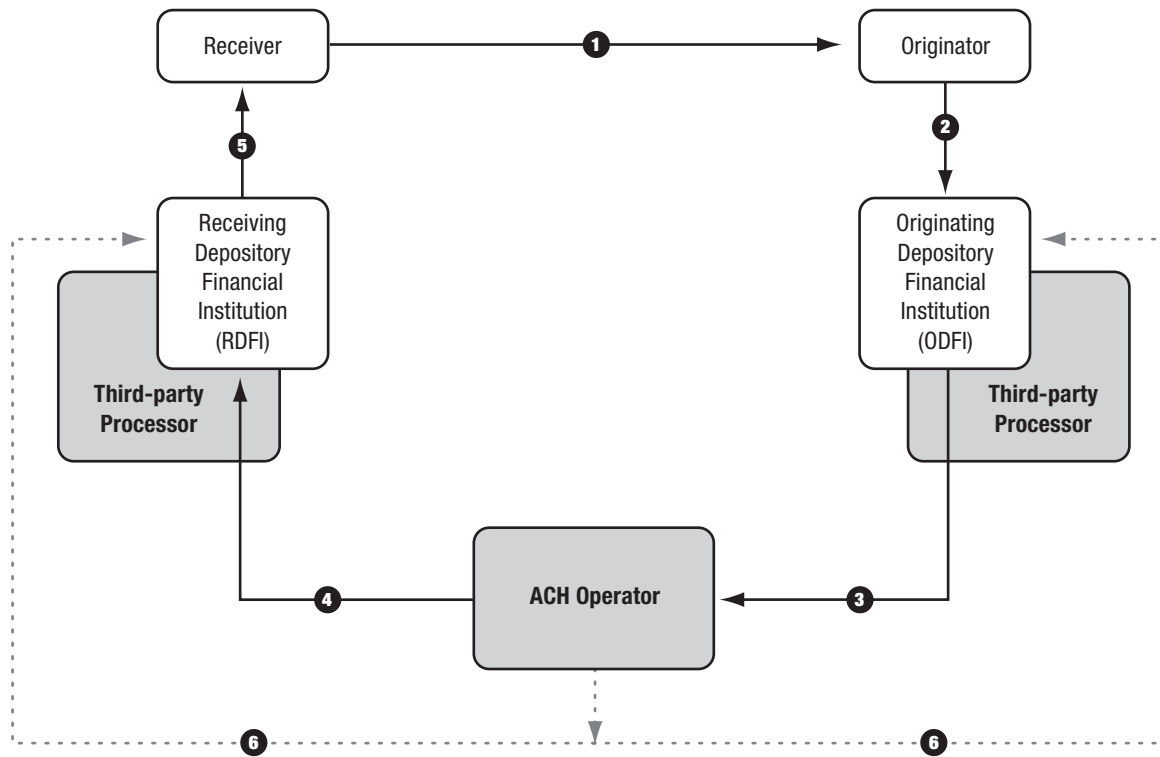 Receiver
1
Originator
5
2
Receiving
Depository
Financial
Institution
(RDFI)
Originating
Depository
Financial
Institution
(ODFI)
Third-party
Processor
Third-party
Processor
ACH Operator
4
3
6
6